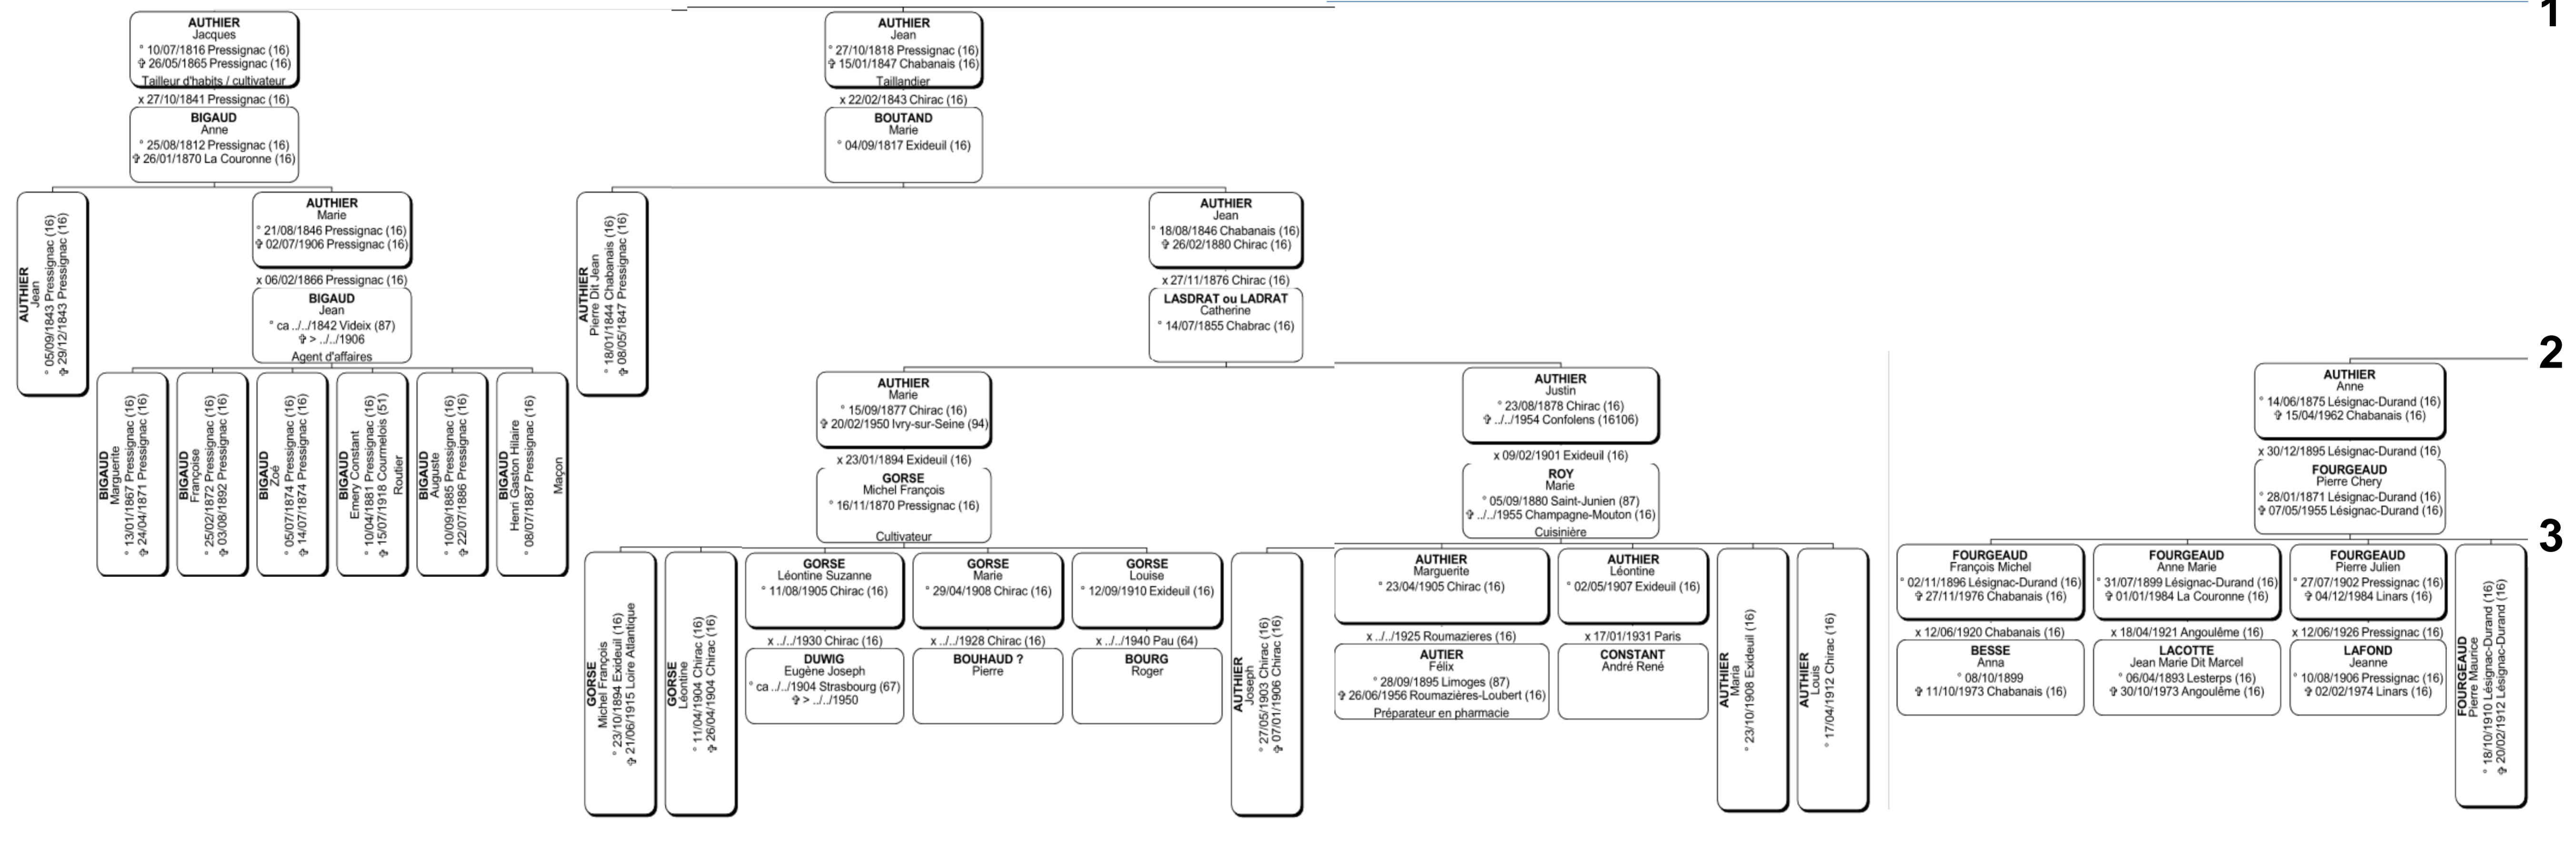 1
AUTHIER
Jacques
° 10/07/1816 Pressignac (16)
✞ 26/05/1865 Pressignac (16)
Tailleur d'habits / cultivateur
x 27/10/1841 Pressignac (16)
BIGAUD
Anne
° 25/08/1812 Pressignac (16)
✞ 26/01/1870 La Couronne (16)
AUTHIER
Jean
° 27/10/1818 Pressignac (16)
✞ 15/01/1847 Chabanais (16)
Taillandier
x 22/02/1843 Chirac (16)
BOUTAND
Marie
° 04/09/1817 Exideuil (16)
AUTHIER
Jean
° 05/09/1843 Pressignac (16)
✞ 29/12/1843 Pressignac (16)
AUTHIER
Marie
° 21/08/1846 Pressignac (16)
✞ 02/07/1906 Pressignac (16)
x 06/02/1866 Pressignac (16)
BIGAUD
Jean
° ca ../../1842 Videix (87)
✞ > ../../1906
Agent d'affaires
AUTHIER
Pierre Dit Jean
° 18/01/1844 Chabanais (16)
✞ 08/05/1847 Pressignac (16)
AUTHIER
Jean
° 18/08/1846 Chabanais (16)
✞ 26/02/1880 Chirac (16)
x 27/11/1876 Chirac (16)
LASDRAT ou LADRAT
Catherine
° 14/07/1855 Chabrac (16)
2
BIGAUD
Marguerite
° 13/01/1867 Pressignac (16)
✞ 24/04/1871 Pressignac (16)
BIGAUD
Françoise
° 25/02/1872 Pressignac (16)
✞ 03/08/1892 Pressignac (16)
BIGAUD
Zoé
° 05/07/1874 Pressignac (16)
✞ 14/07/1874 Pressignac (16)
BIGAUD
Emery Constant
° 10/04/1881 Pressignac (16)
✞ 15/07/1918 Courmelois (51)
Routier
BIGAUD
Auguste
° 10/09/1885 Pressignac (16)
✞ 22/07/1886 Pressignac (16)
BIGAUD
Henri Gaston Hilaire
° 08/07/1887 Pressignac (16)
Maçon
AUTHIER
Marie
° 15/09/1877 Chirac (16)
✞ 20/02/1950 Ivry-sur-Seine (94)
x 23/01/1894 Exideuil (16)
GORSE
Michel François
° 16/11/1870 Pressignac (16)
Cultivateur
AUTHIER
Justin
° 23/08/1878 Chirac (16)
✞ ../../1954 Confolens (16106)
x 09/02/1901 Exideuil (16)
ROY
Marie
° 05/09/1880 Saint-Junien (87)
✞ ../../1955 Champagne-Mouton (16)
Cuisinière
AUTHIER
Anne
° 14/06/1875 Lésignac-Durand (16)
✞ 15/04/1962 Chabanais (16)
x 30/12/1895 Lésignac-Durand (16)
FOURGEAUD
Pierre Chery
° 28/01/1871 Lésignac-Durand (16)
✞ 07/05/1955 Lésignac-Durand (16)
3
GORSE
Michel François
° 23/10/1894 Exideuil (16)
✞ 21/06/1915 Loire Atlantique
GORSE
Léontine
° 11/04/1904 Chirac (16)
✞ 26/04/1904 Chirac (16)
GORSE
Léontine Suzanne
° 11/08/1905 Chirac (16)
x ../../1930 Chirac (16)
DUWIG
Eugène Joseph
° ca ../../1904 Strasbourg (67)
✞ > ../../1950
GORSE
Marie
° 29/04/1908 Chirac (16)
x ../../1928 Chirac (16)
BOUHAUD ?
Pierre
GORSE
Louise
° 12/09/1910 Exideuil (16)
x ../../1940 Pau (64)
BOURG
Roger
AUTHIER
Joseph
° 27/05/1903 Chirac (16)
✞ 07/01/1906 Chirac (16)
AUTHIER
Marguerite
° 23/04/1905 Chirac (16)
x ../../1925 Roumazieres (16)
AUTIER
Félix
° 28/09/1895 Limoges (87)
✞ 26/06/1956 Roumazières-Loubert (16)
Préparateur en pharmacie
AUTHIER
Léontine
° 02/05/1907 Exideuil (16)
x 17/01/1931 Paris
CONSTANT
André René
AUTHIER
Maria
° 23/10/1908 Exideuil (16)
AUTHIER
Louis
° 17/04/1912 Chirac (16)
FOURGEAUD
François Michel
° 02/11/1896 Lésignac-Durand (16)
✞ 27/11/1976 Chabanais (16)
x 12/06/1920 Chabanais (16)
BESSE
Anna
° 08/10/1899
✞ 11/10/1973 Chabanais (16)
FOURGEAUD
Anne Marie
° 31/07/1899 Lésignac-Durand (16)
✞ 01/01/1984 La Couronne (16)
x 18/04/1921 Angoulême (16)
LACOTTE
Jean Marie Dit Marcel
° 06/04/1893 Lesterps (16)
✞ 30/10/1973 Angoulême (16)
FOURGEAUD
Pierre Julien
° 27/07/1902 Pressignac (16)
✞ 04/12/1984 Linars (16)
x 12/06/1926 Pressignac (16)
LAFOND
Jeanne
° 10/08/1906 Pressignac (16)
✞ 02/02/1974 Linars (16)
FOURGEAUD
Pierre Maurice
° 18/10/1910 Lésignac-Durand (16)
✞ 20/02/1912 Lésignac-Durand (16)